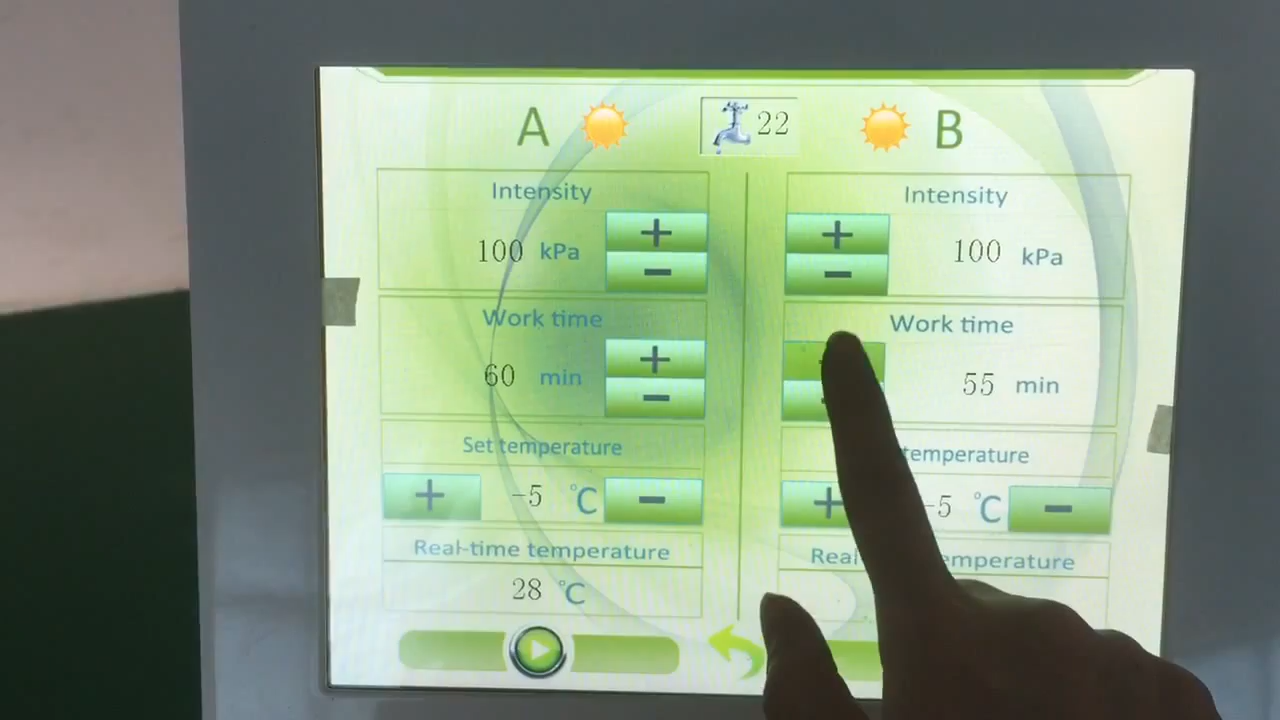 A 22 B
Intensity
100 kPa
+
−
Work time
60 min
+
−
Set temperature
+ −5 °C −
Real-time temperature
28 °C
Intensity
+
−
100 kPa
Work time
55 min
temperature
+ -5 °C −
Real emperature